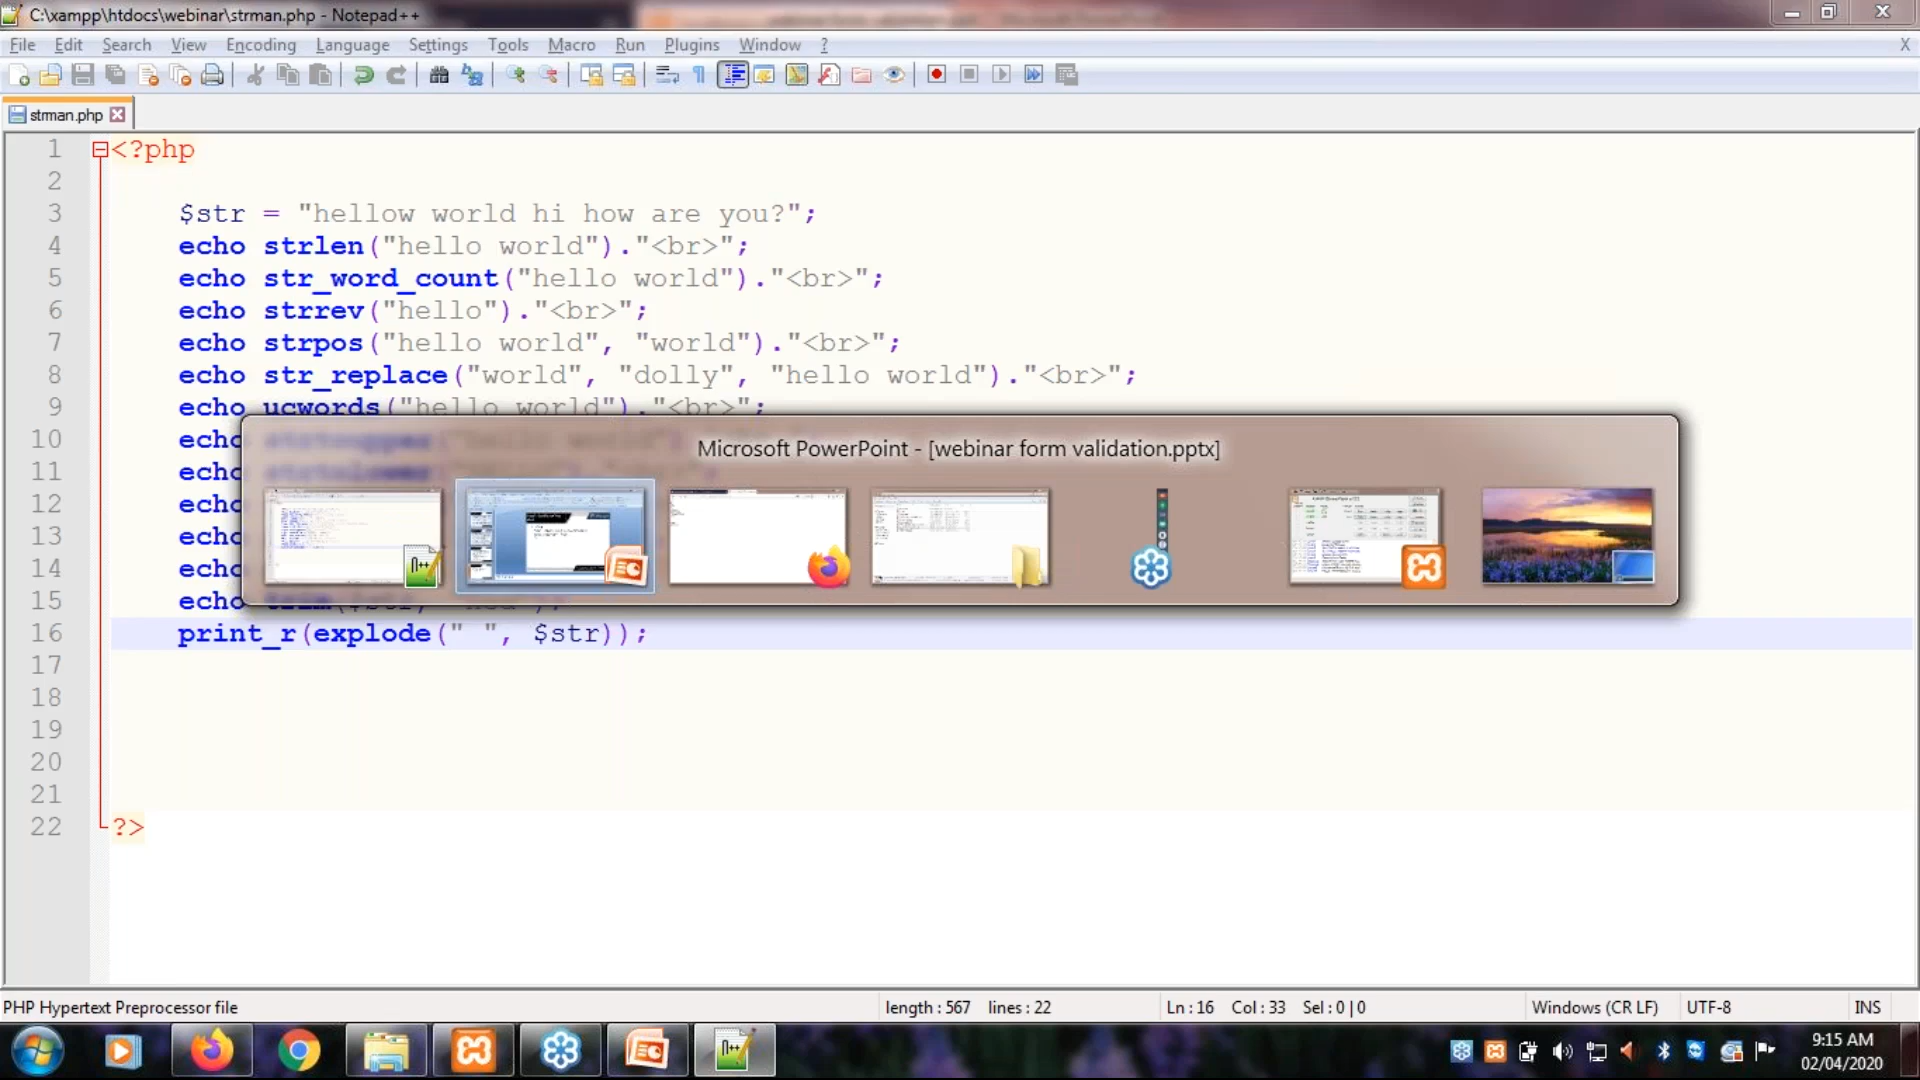 C:\xampp\htdocs\webinar\strman.php - Notepad++
File Edit Search View Encoding Language Settings Tools Macro Run Plugins Window ? X
strman.php
1 <?php
2
3 $str = "hellow world hi how are you?";
4 echo strlen("hello world")."<br>";
5 echo str_word_count("hello world")."<br>";
6 echo strrev("hello")."<br>";
7 echo strpos("hello world", "world")."<br>";
8 echo str_replace("world", "dolly", "hello world")."<br>";
9 echo ucwords("hello world")."<br>";
10 echo
11 echo
12 echo
13 echo
14 echo
15 echo trim($str,
16 print_r(explode(" ", $str));
17
18
19
20
21
22 ?>
Microsoft PowerPoint - [webinar form validation.pptx]
PHP Hypertext Preprocessor file length : 567 lines : 22 Ln : 16 Col : 33 Sel : 0 | 0 Windows (CR LF) UTF-8 INS
9:15 AM
02/04/2020